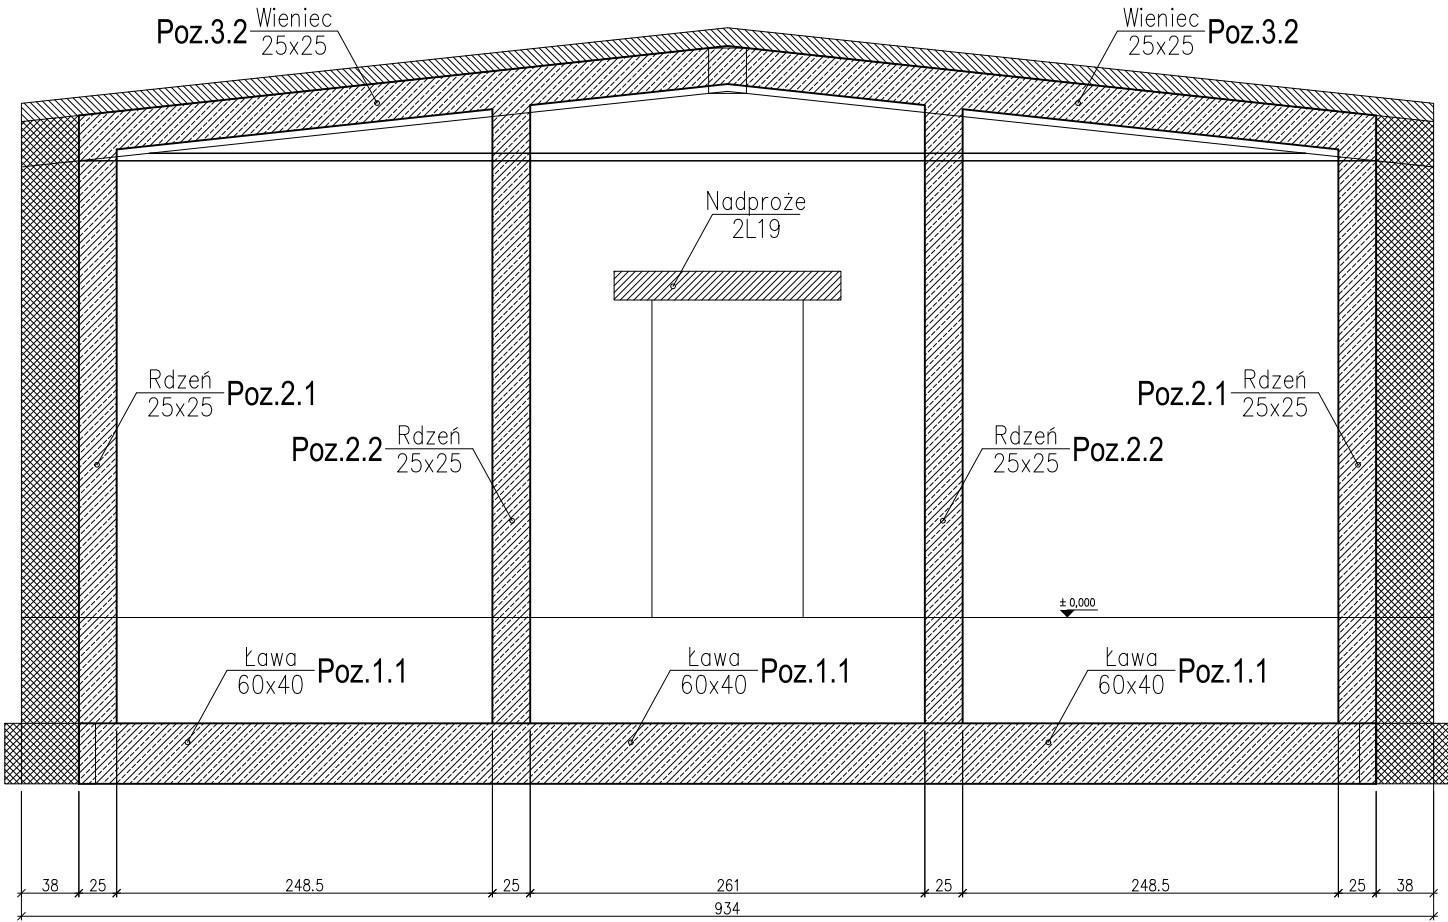 Poz.3.2 Wieniec
25x25
Wieniec Poz.3.2
25x25
Nadproże
2L19
Rdzeń Poz.2.1
25x25
Poz.2.1 Rdzeń
25x25
Poz.2.2 Rdzeń
25x25
Rdzeń Poz.2.2
25x25
± 0,000
Ława Poz.1.1
60x40
Ława Poz.1.1
60x40
Ława Poz.1.1
60x40
38 25 248.5 25 261 25 248.5 25 38
934